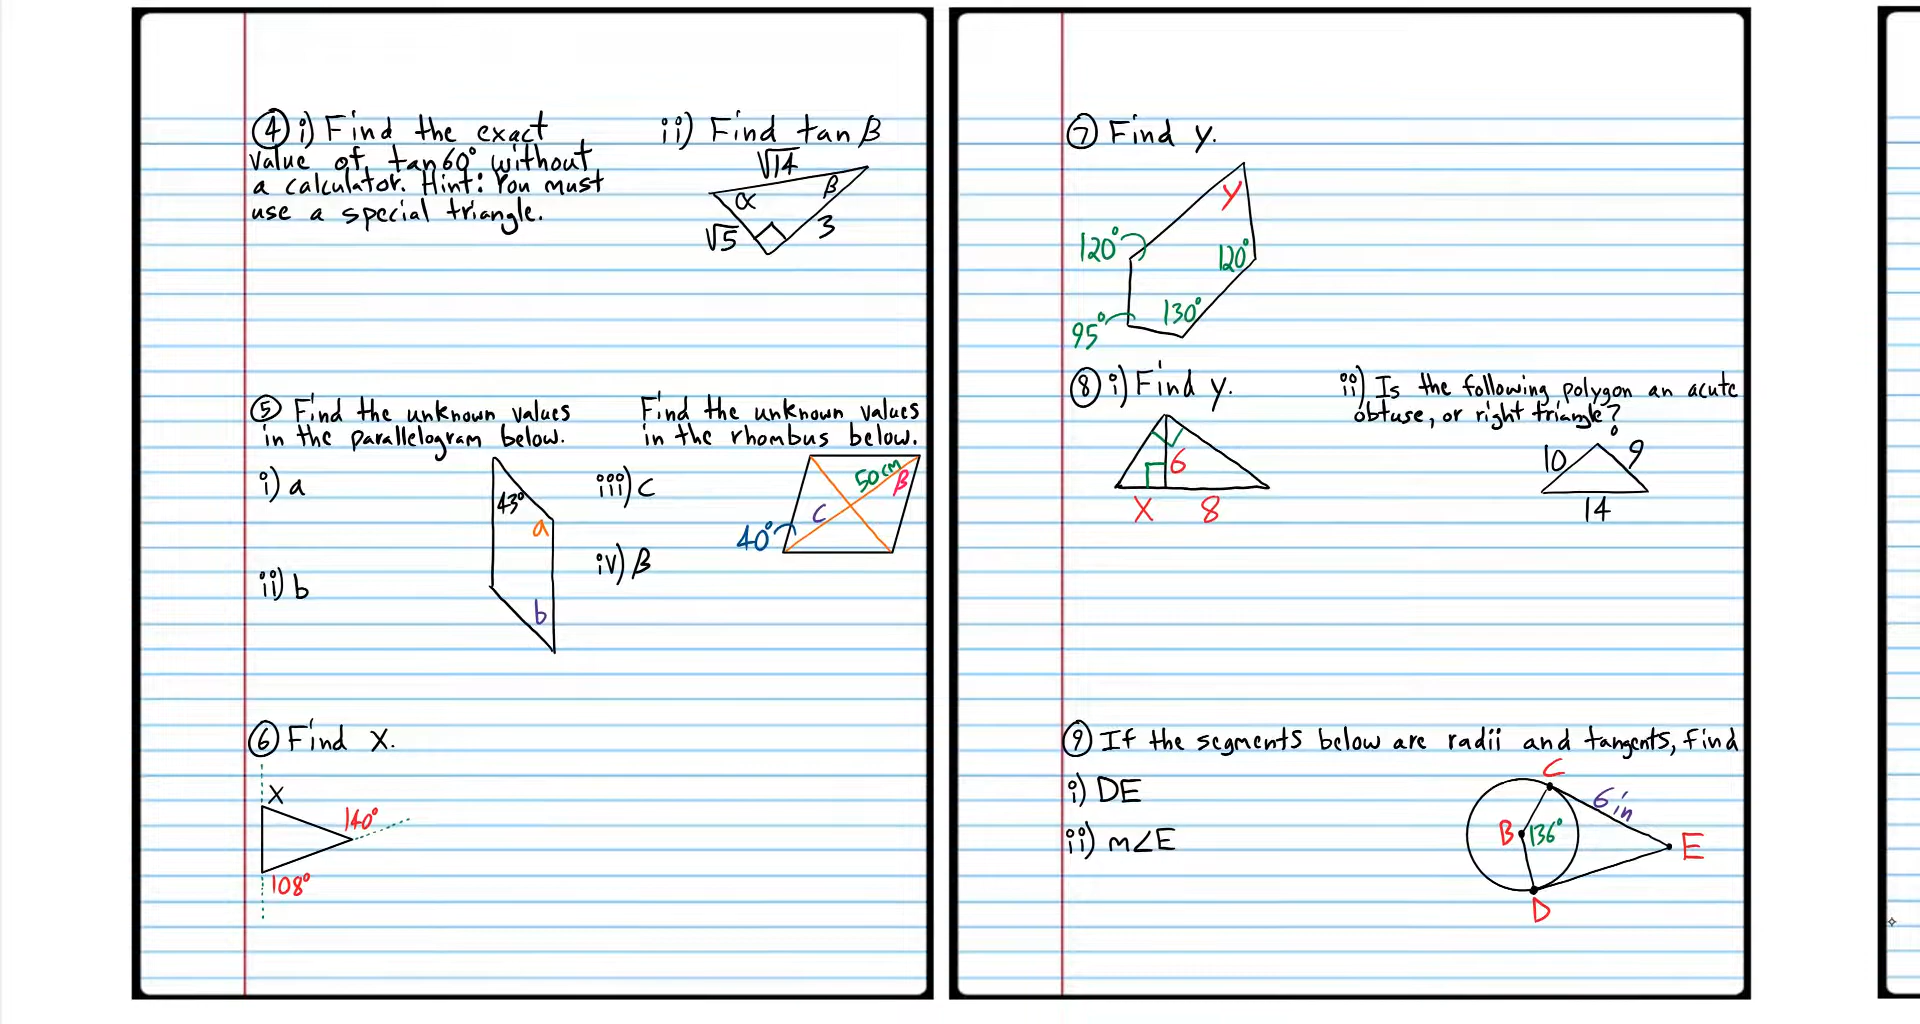 ④ i) Find the exact
value of tan 60° without
a calculator. Hint: You must
use a special triangle.
ii) Find tan β
√14
α
β
√5
3
⑤ Find the unknown values
in the parallelogram below.
i) a
ii) b
43°
a
b
Find the unknown values
in the rhombus below.
iii) c
iv) β
50 cm
β
c
40°
⑥ Find x.
x
140°
108°
⑦ Find y.
y
120°
120°
130°
95°
⑧ i) Find y.
6
x
8
ii) Is the following polygon an acute
obtuse, or right triangle?
10
9
14
⑨ If the segments below are radii and tangents, find
i) DE
ii) m∠E
C
6 in
B
136°
E
D